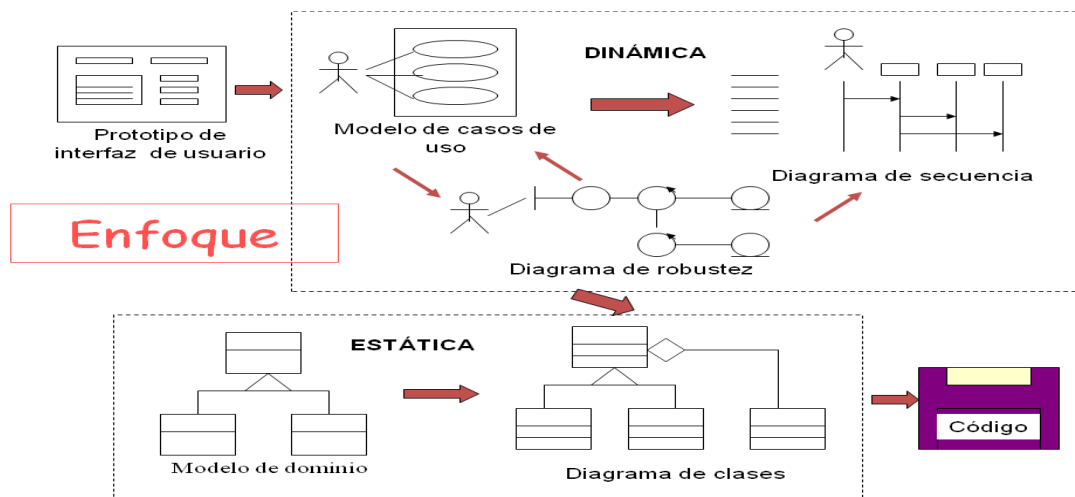 DINÁMICA
Prototipo de
interfaz de usuario
Modelo de casos de
uso
Diagrama de secuencia
Enfoque
Diagrama de robustez
ESTÁTICA
Modelo de dominio
Diagrama de clases
Código